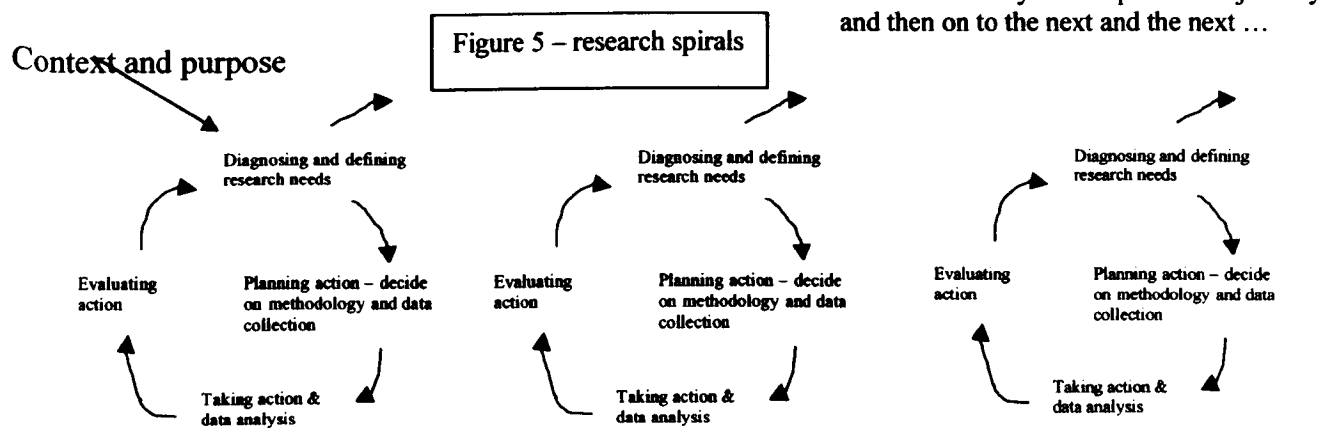 and then on to the next and the next …
Figure 5 – research spirals
Context and purpose
Diagnosing and defining
research needs
Planning action – decide
on methodology and data
collection
Taking action &
data analysis
Evaluating
action
Diagnosing and defining
research needs
Planning action – decide
on methodology and data
collection
Taking action &
data analysis
Evaluating
action
Diagnosing and defining
research needs
Planning action – decide
on methodology and data
collection
Taking action &
data analysis
Evaluating
action